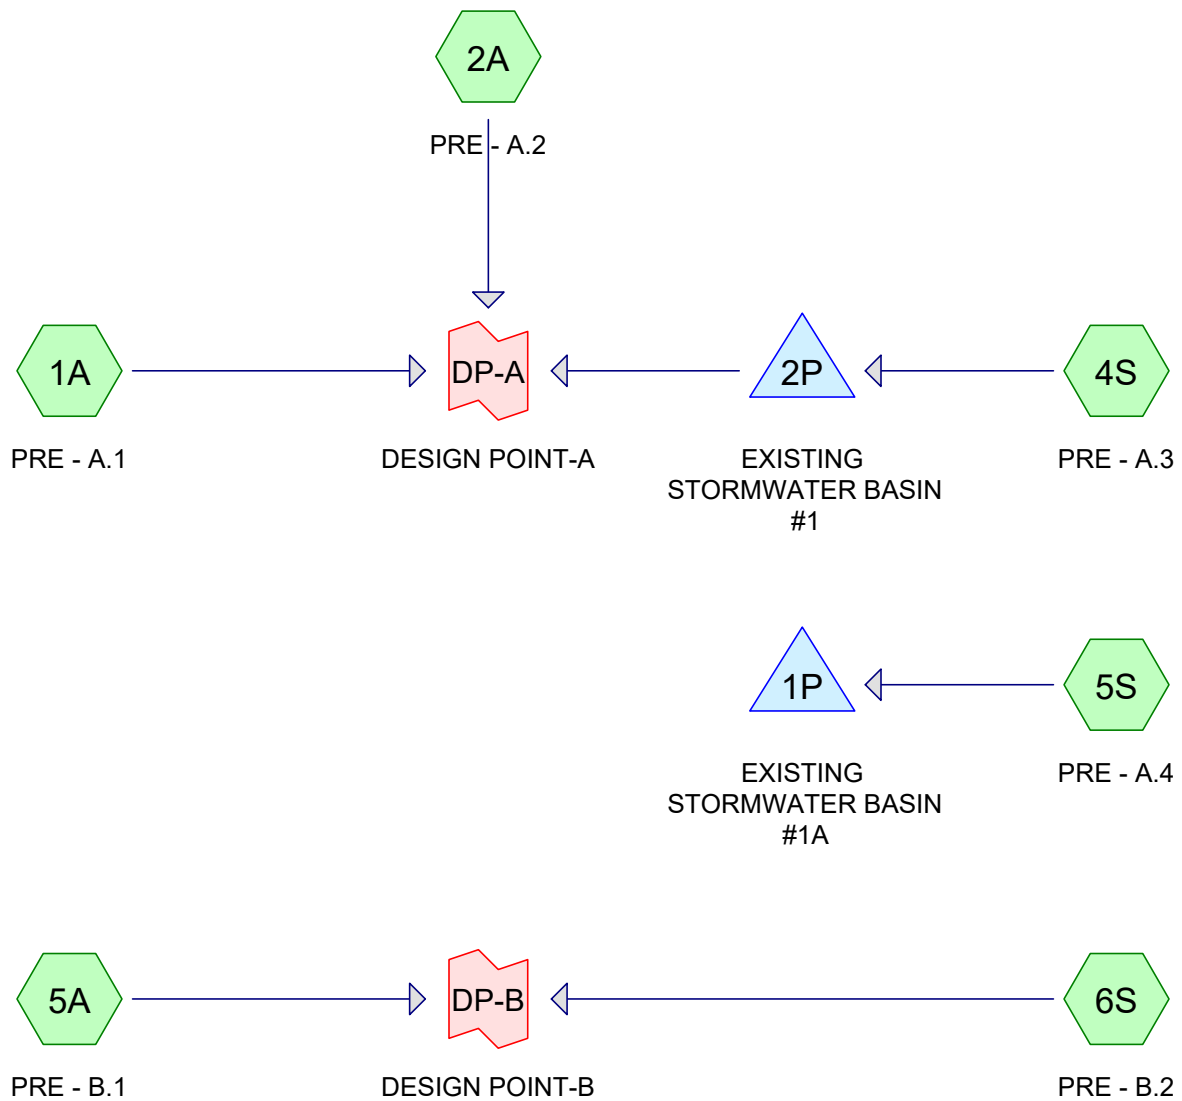 2A
PRE - A.2
1A
PRE - A.1
DP-A
DESIGN POINT-A
2P
EXISTING
STORMWATER BASIN
#1
4S
PRE - A.3
1P
EXISTING
STORMWATER BASIN
#1A
5S
PRE - A.4
5A
PRE - B.1
DP-B
DESIGN POINT-B
6S
PRE - B.2